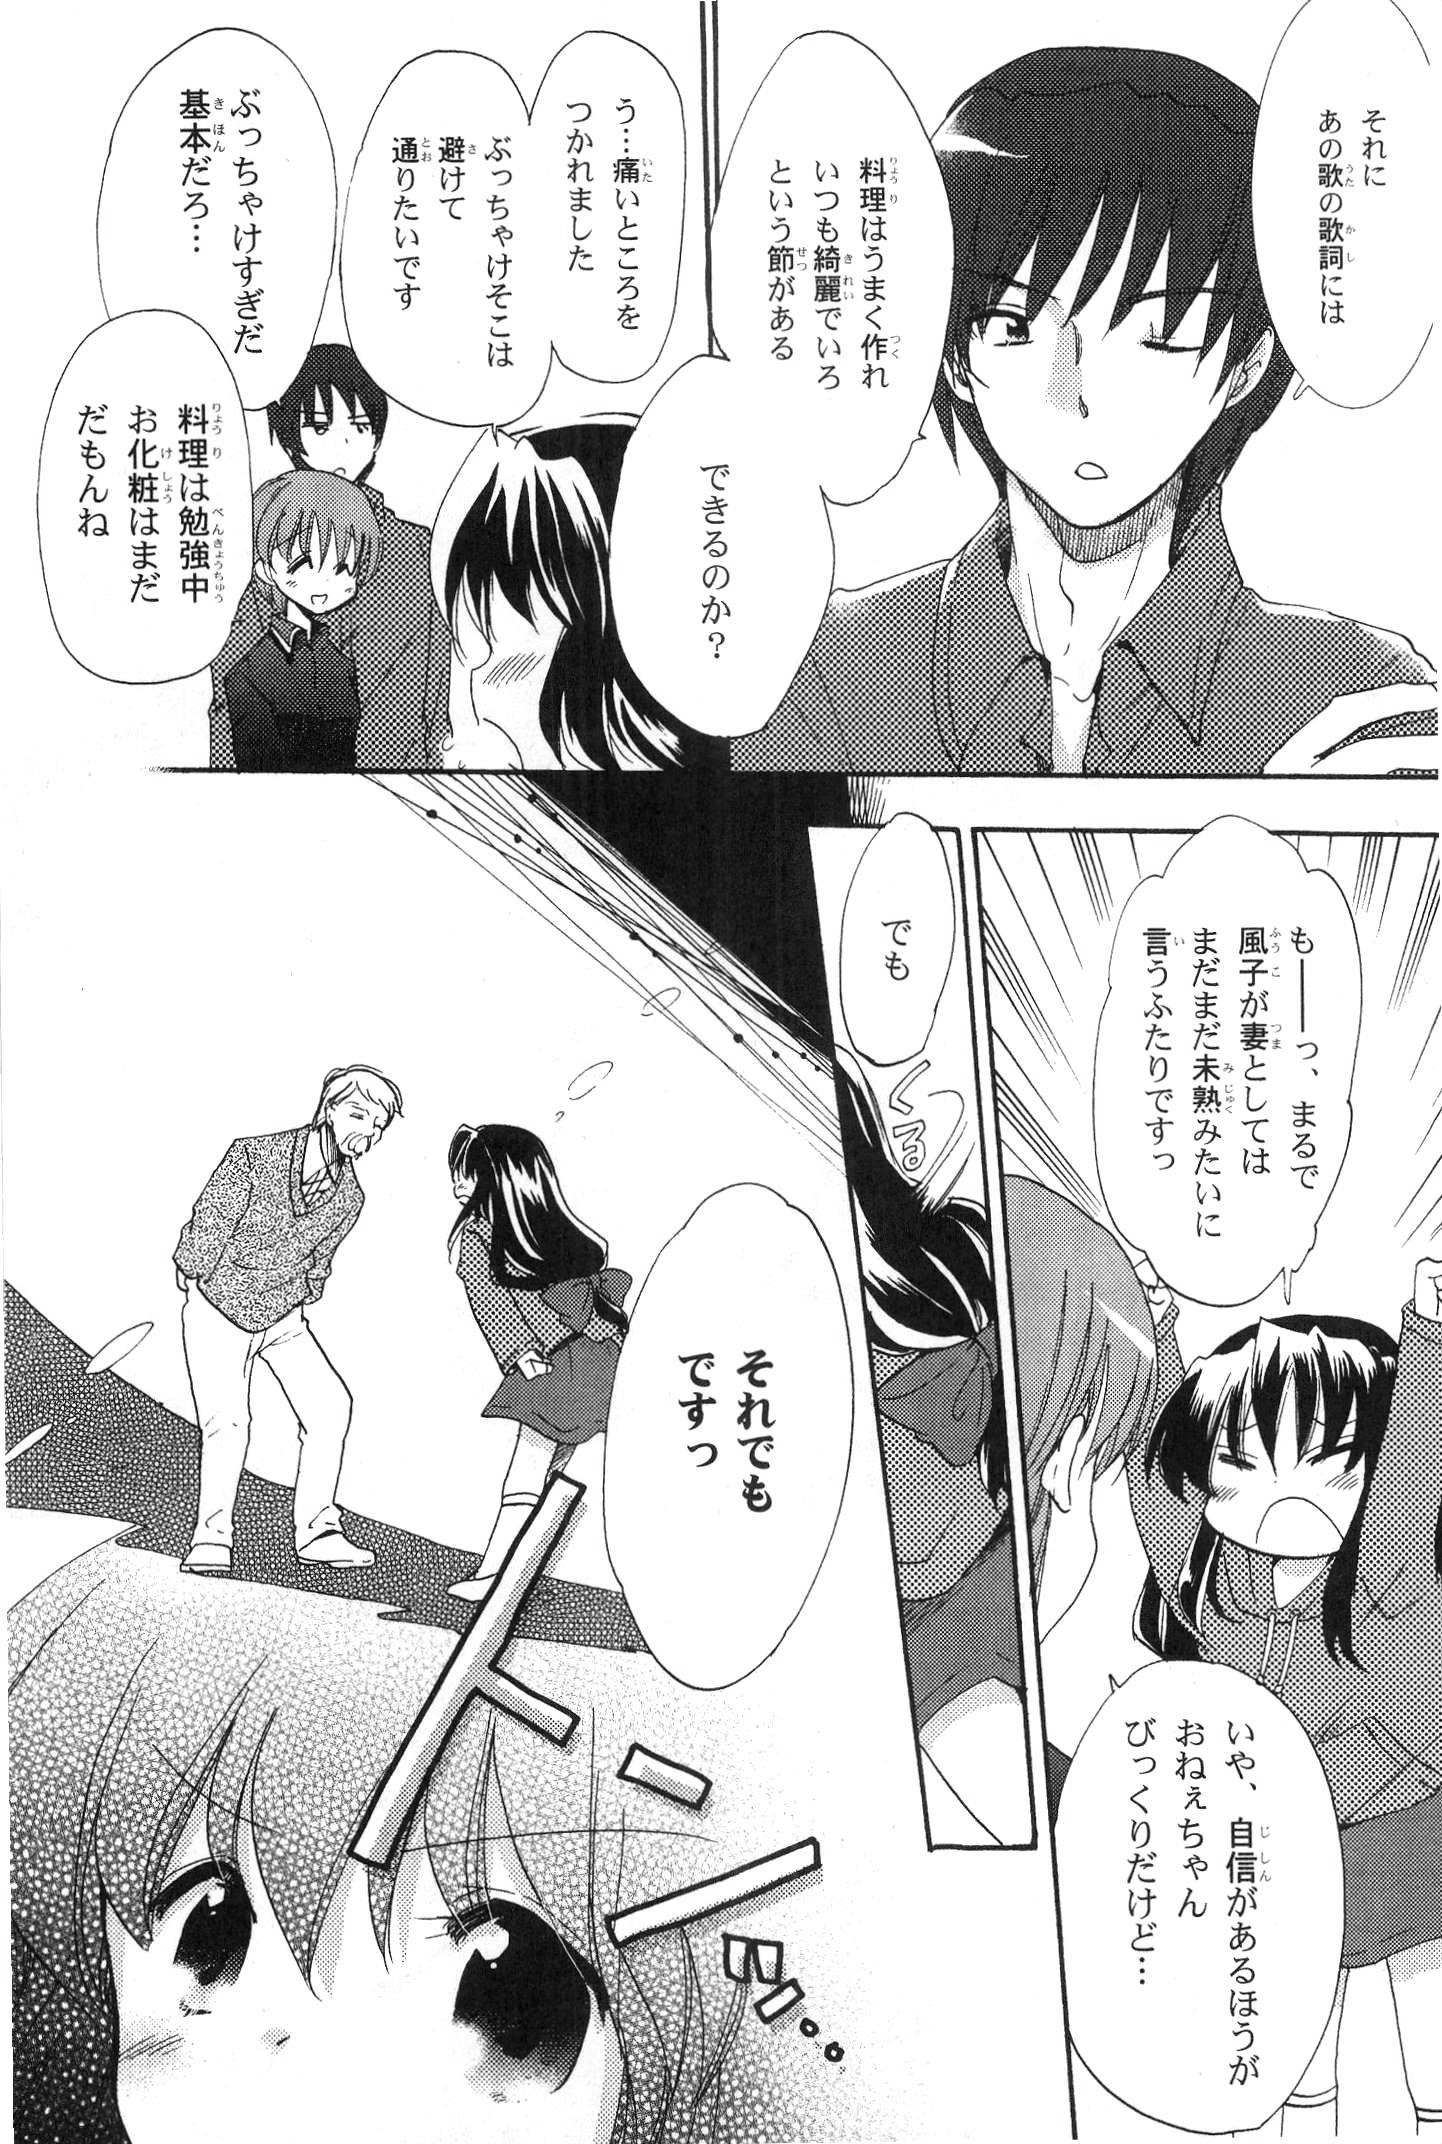 それに
あの歌の歌詞には
料理はうまく作れ
いつも綺麗でいろ
という節がある
できるのか？
う…痛いところを
つかれました
ぶっちゃけそこは
避けて
通りたいです
ぶっちゃけすぎだ
基本だろ…
料理は勉強中
お化粧はまだ
だもんね
もーーっ、まるで
風子が妻としては
まだまだ未熟みたいに
言うふたりですっ
いや、自信があるほうが
おねぇちゃん
びっくりだけど…
でも
くるっ
それでも
ですっ
トーーン…